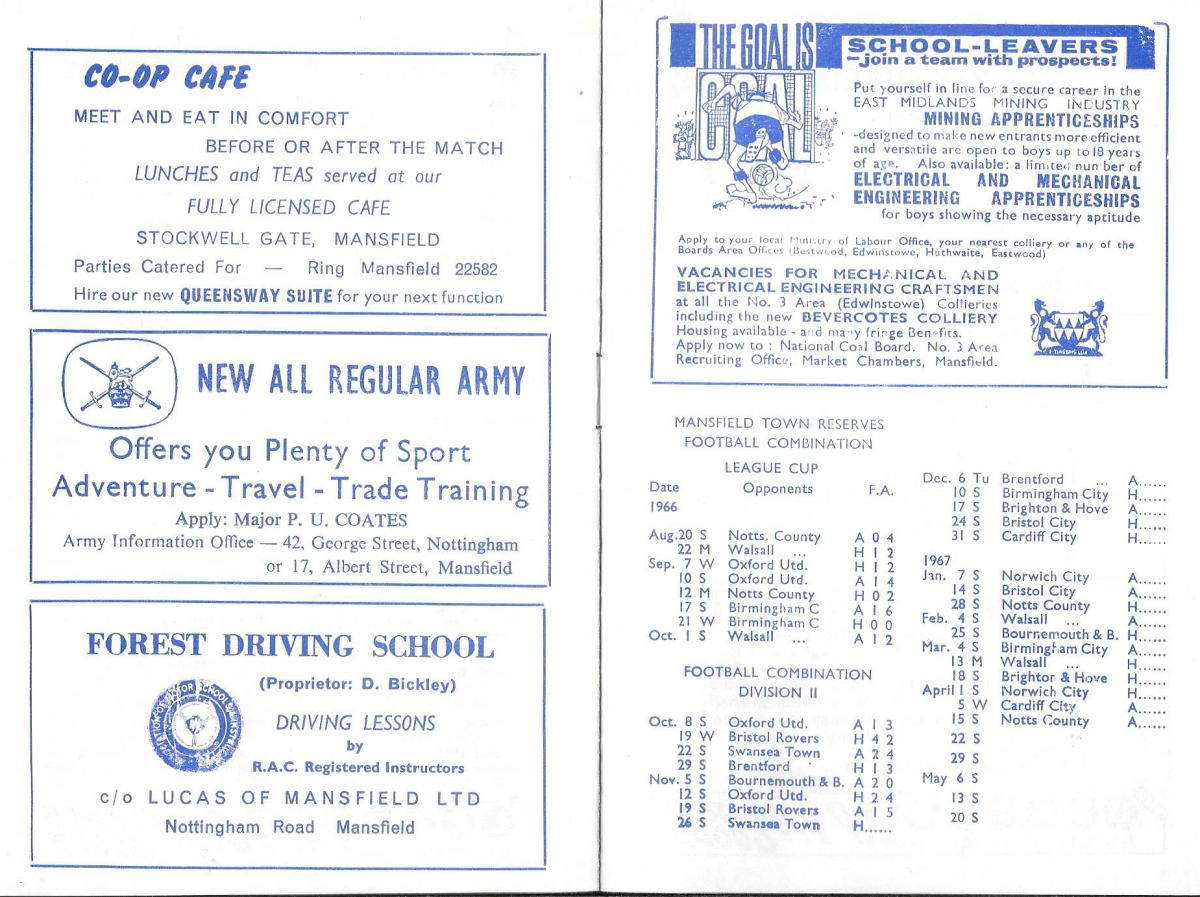 CO-OP CAFE
MEET AND EAT IN COMFORT
BEFORE OR AFTER THE MATCH
LUNCHES and TEAS served at our
FULLY LICENSED CAFE
STOCKWELL GATE, MANSFIELD
Parties Catered For — Ring Mansfield 22582
Hire our new QUEENSWAY SUITE for your next function
NEW ALL REGULAR ARMY
Offers you Plenty of Sport
Adventure - Travel - Trade Training
Apply: Major P. U. COATES
Army Information Office — 42, George Street, Nottingham
or 17, Albert Street, Mansfield
FOREST DRIVING SCHOOL
(Proprietor: D. Bickley)
DRIVING LESSONS
by
R.A.C. Registered Instructors
c/o LUCAS OF MANSFIELD LTD
Nottingham Road Mansfield
THE GOAL IS
COAL
SCHOOL-LEAVERS
—join a team with prospects!
Put yourself in line for a secure career in the
EAST MIDLANDS MINING INDUSTRY
MINING APPRENTICESHIPS
-designed to make new entrants more efficient
and versatile are open to boys up to 18 years
of age. Also available: a limited number of
ELECTRICAL AND MECHANICAL
ENGINEERING APPRENTICESHIPS
for boys showing the necessary aptitude
Apply to your local Ministry of Labour Office, your nearest colliery or any of the
Boards Area Offices (Bestwood, Edwinstowe, Huthwaite, Eastwood)
VACANCIES FOR MECHANICAL AND
ELECTRICAL ENGINEERING CRAFTSMEN
at all the No. 3 Area (Edwinstowe) Collieries
including the new BEVERCOTES COLLIERY
Housing available - and many fringe Benefits.
Apply now to : National Coal Board. No. 3 Area
Recruiting Office, Market Chambers, Mansfield.
MANSFIELD TOWN RESERVES
FOOTBALL COMBINATION
LEAGUE CUP
Date Opponents F.A.
1966
Aug.20 S Notts. County A 0 4
22 M Walsall ... H 1 2
Sep. 7 W Oxford Utd. H 1 2
10 S Oxford Utd. A 1 4
12 M Notts County H 0 2
17 S Birmingham C A 1 6
21 W Birmingham C H 0 0
Oct. 1 S Walsall ... A 1 2
FOOTBALL COMBINATION
DIVISION II
Oct. 8 S Oxford Utd. A 1 3
19 W Bristol Rovers H 4 2
22 S Swansea Town A 2 4
29 S Brentford H 1 3
Nov. 5 S Bournemouth & B. A 2 0
12 S Oxford Utd. H 2 4
19 S Bristol Rovers A 1 5
26 S Swansea Town H......
Dec. 6 Tu Brentford ... A......
10 S Birmingham City H......
17 S Brighton & Hove A......
24 S Bristol City H......
31 S Cardiff City H......
1967
Jan. 7 S Norwich City A......
14 S Bristol City A......
28 S Notts County H......
Feb. 4 S Walsall ... A......
25 S Bournemouth & B. H......
Mar. 4 S Birmingham City A......
13 M Walsall ... H......
18 S Brighton & Hove H......
April 1 S Norwich City H......
5 W Cardiff City A......
15 S Notts County A......
22 S
29 S
May 6 S
13 S
20 S